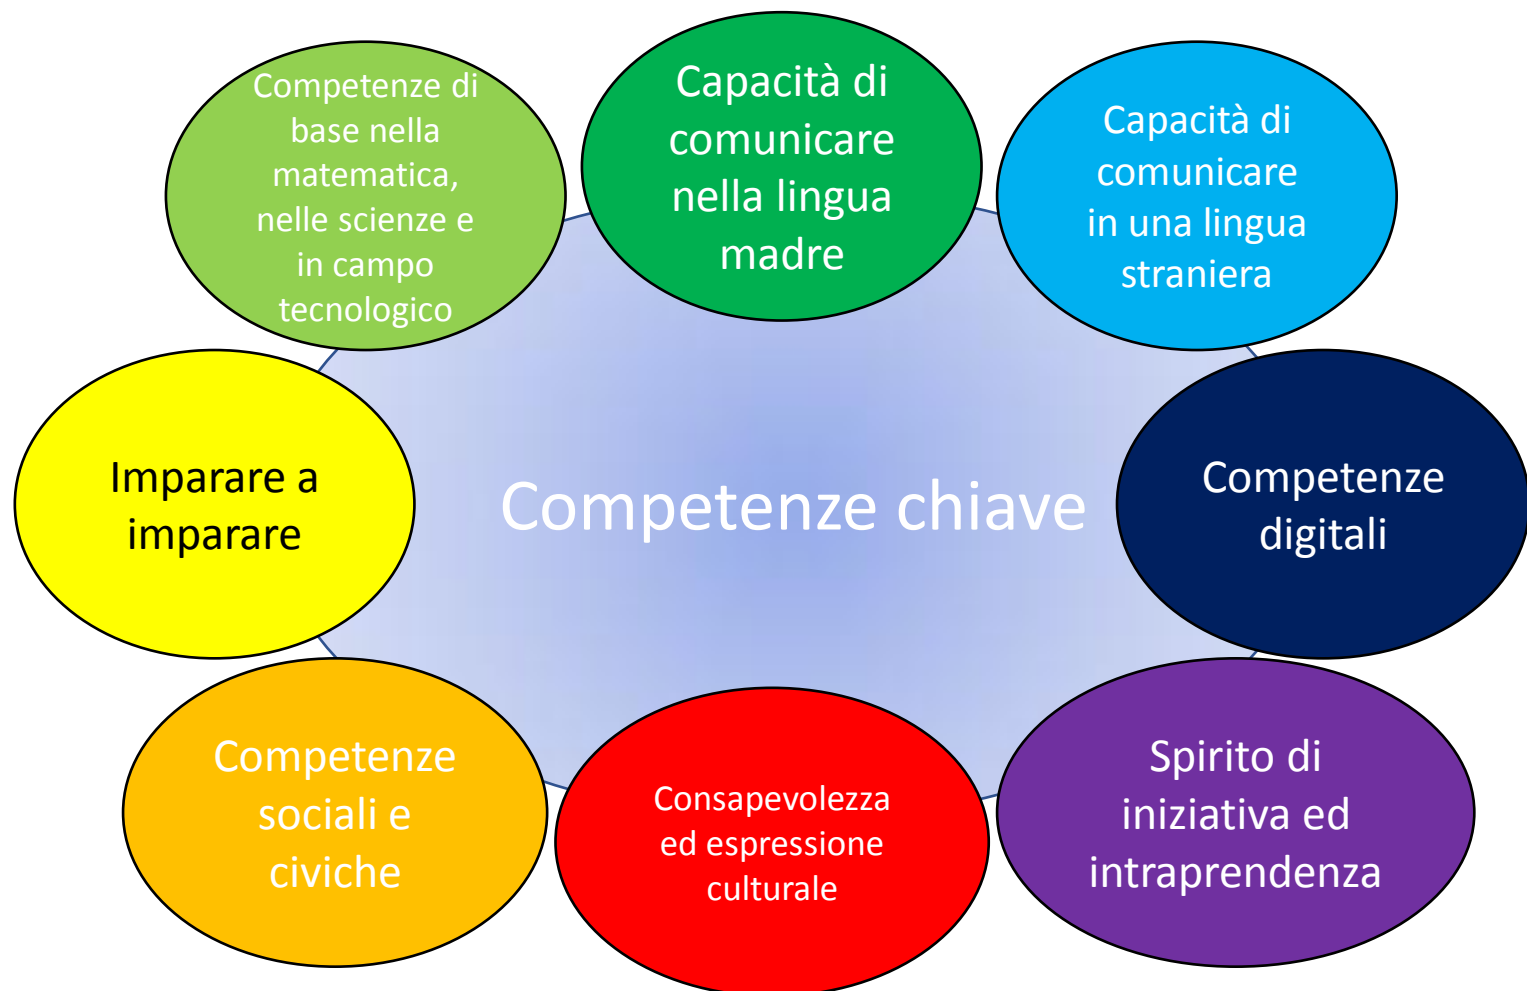 Competenze di
base nella
matematica,
nelle scienze e
in campo
tecnologico
Capacità di
comunicare
nella lingua
madre
Capacità di
comunicare
in una lingua
straniera
Imparare a
imparare
Competenze chiave
Competenze
digitali
Competenze
sociali e
civiche
Consapevolezza
ed espressione
culturale
Spirito di
iniziativa ed
intraprendenza